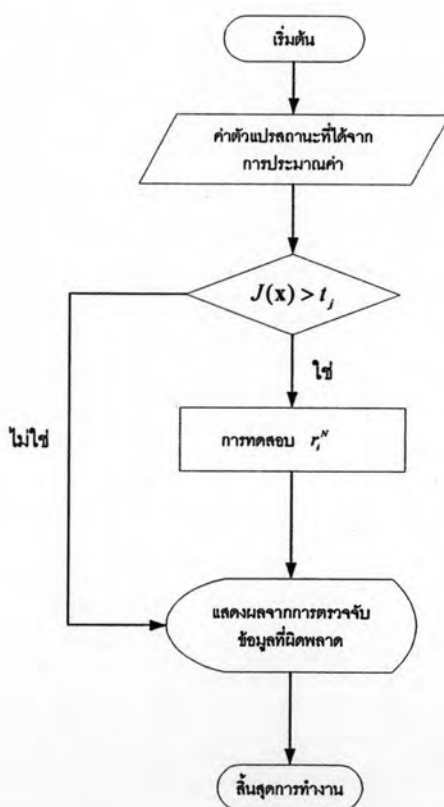 เริ่มต้น
ค่าตัวแปรสถานะที่ได้จาก
การประมาณค่า
J(x) > t_j
ใช่
ไม่ใช่
การทดสอบ r_i^N
แสดงผลจากการตรวจจับ
ข้อมูลที่ผิดพลาด
สิ้นสุดการทำงาน